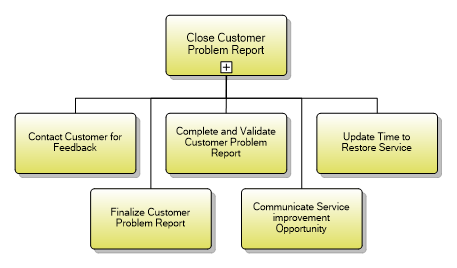 Close Customer
Problem Report
Contact Customer for
Feedback
Complete and Validate
Customer Problem
Report
Update Time to
Restore Service
Finalize Customer
Problem Report
Communicate Service
improvement
Opportunity